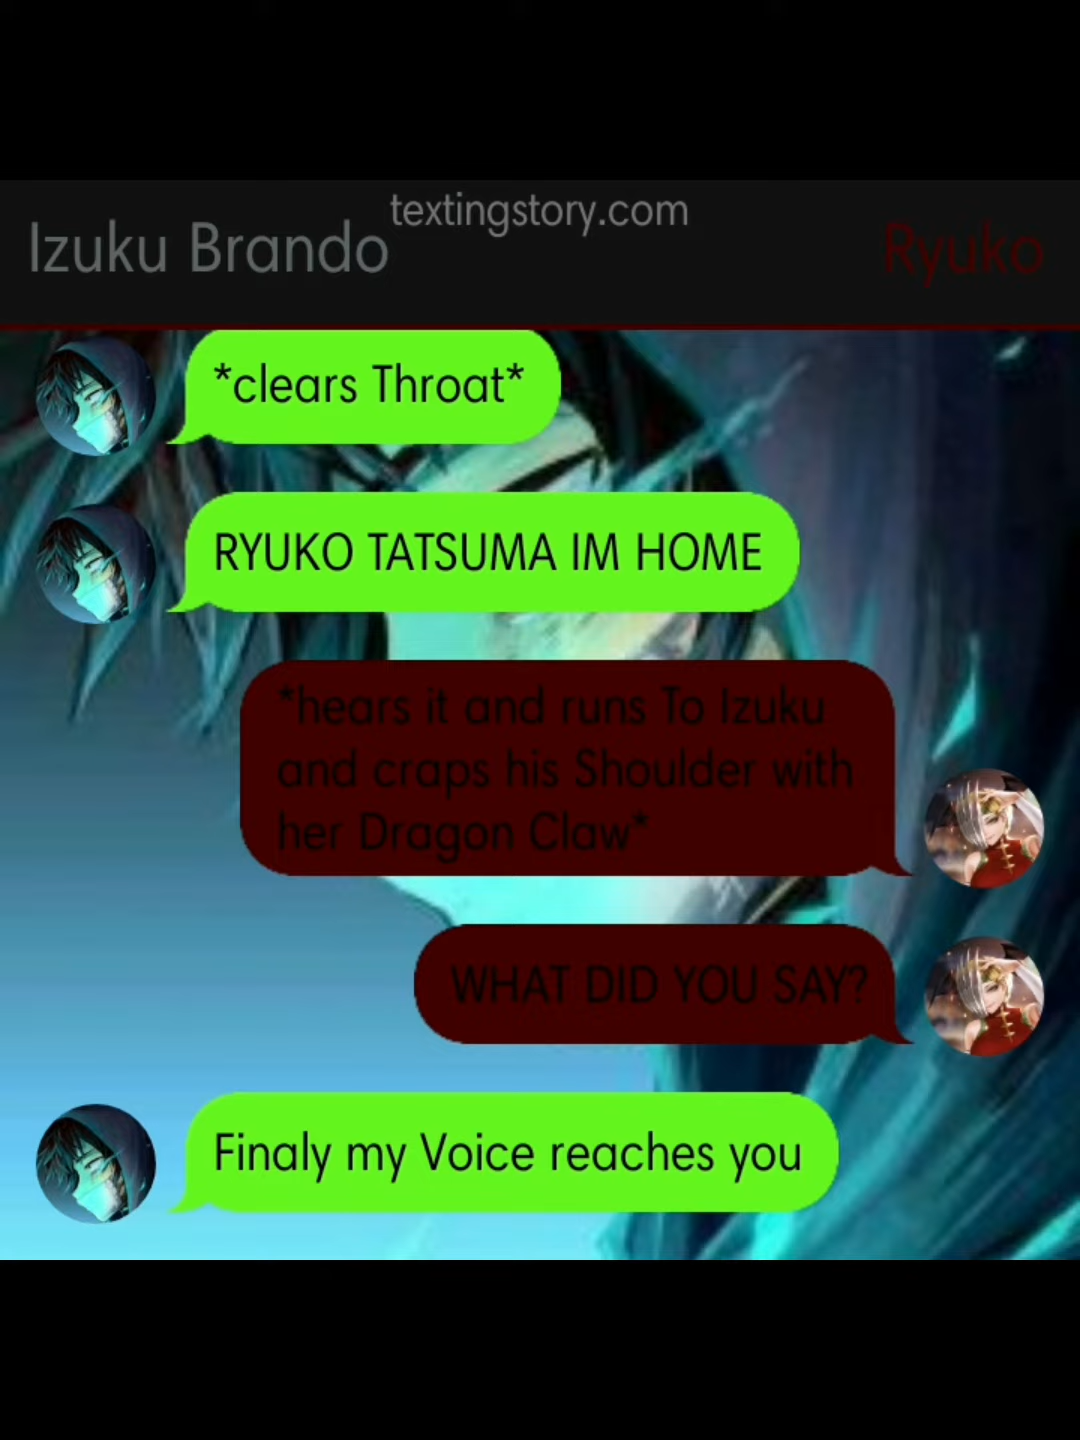 textingstory.com
Izuku Brando
Ryuko
*clears Throat*
RYUKO TATSUMA IM HOME
*hears it and runs To Izuku
and craps his Shoulder with
her Dragon Claw*
WHAT DID YOU SAY?
Finaly my Voice reaches you